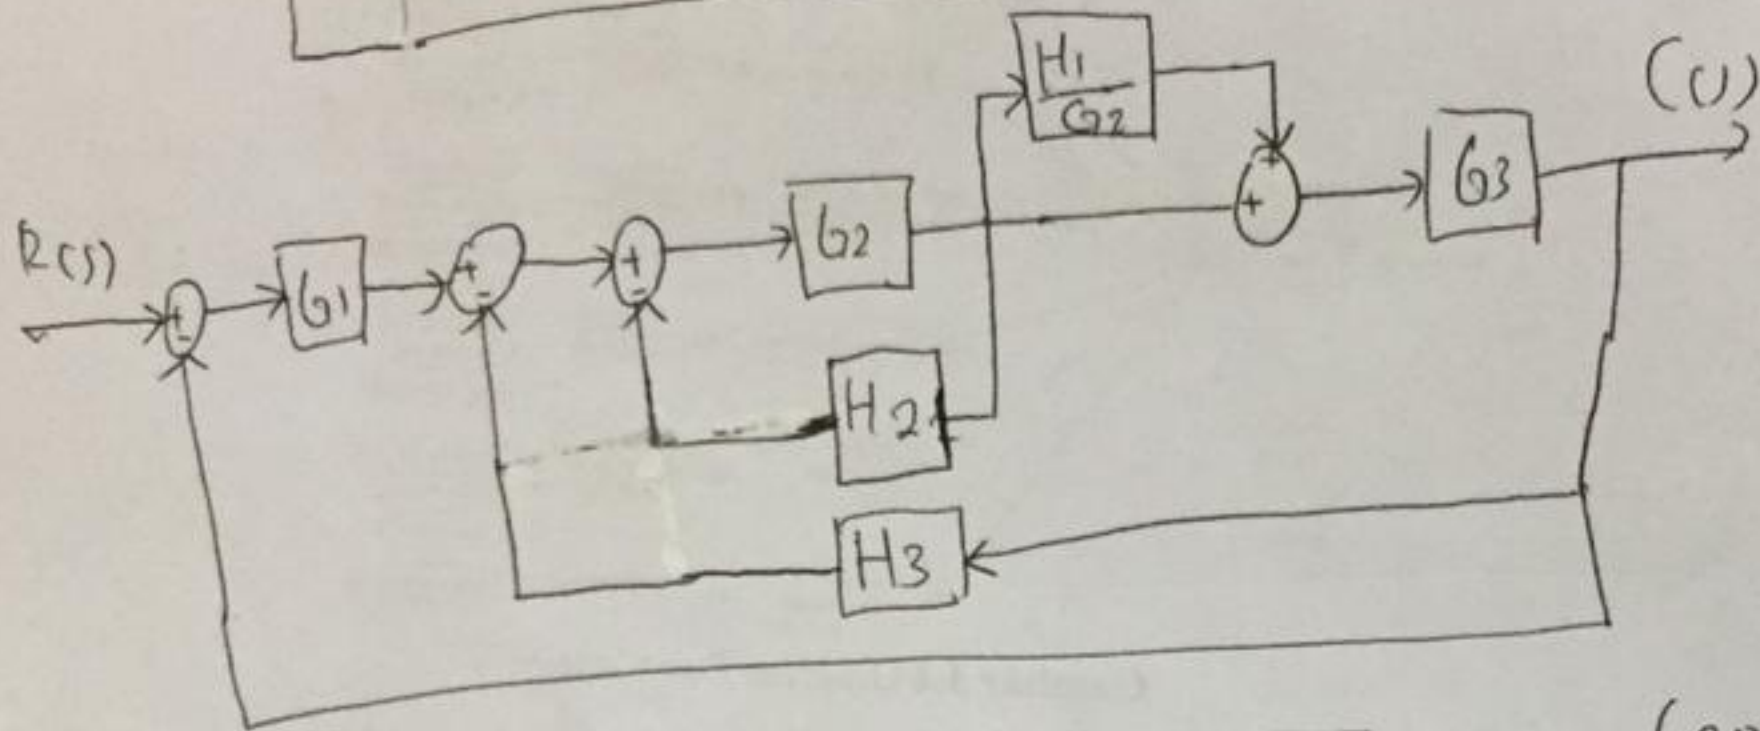 H1
G2
C(s)
G3
R(s)
+
-
G1
+
-
+
-
G2
+
+
H2
H3